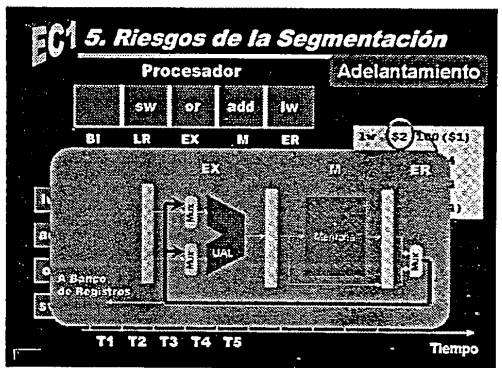 EC1 5. Riesgos de la Segmentación
Procesador
Adelantamiento
sw or add lw
BI LR EX M ER
lw $2, 100($1)
EX M ER
Mux
Mux
UAL
Memoria
Mux
A Banco
de Registros
T1 T2 T3 T4 T5
Tiempo